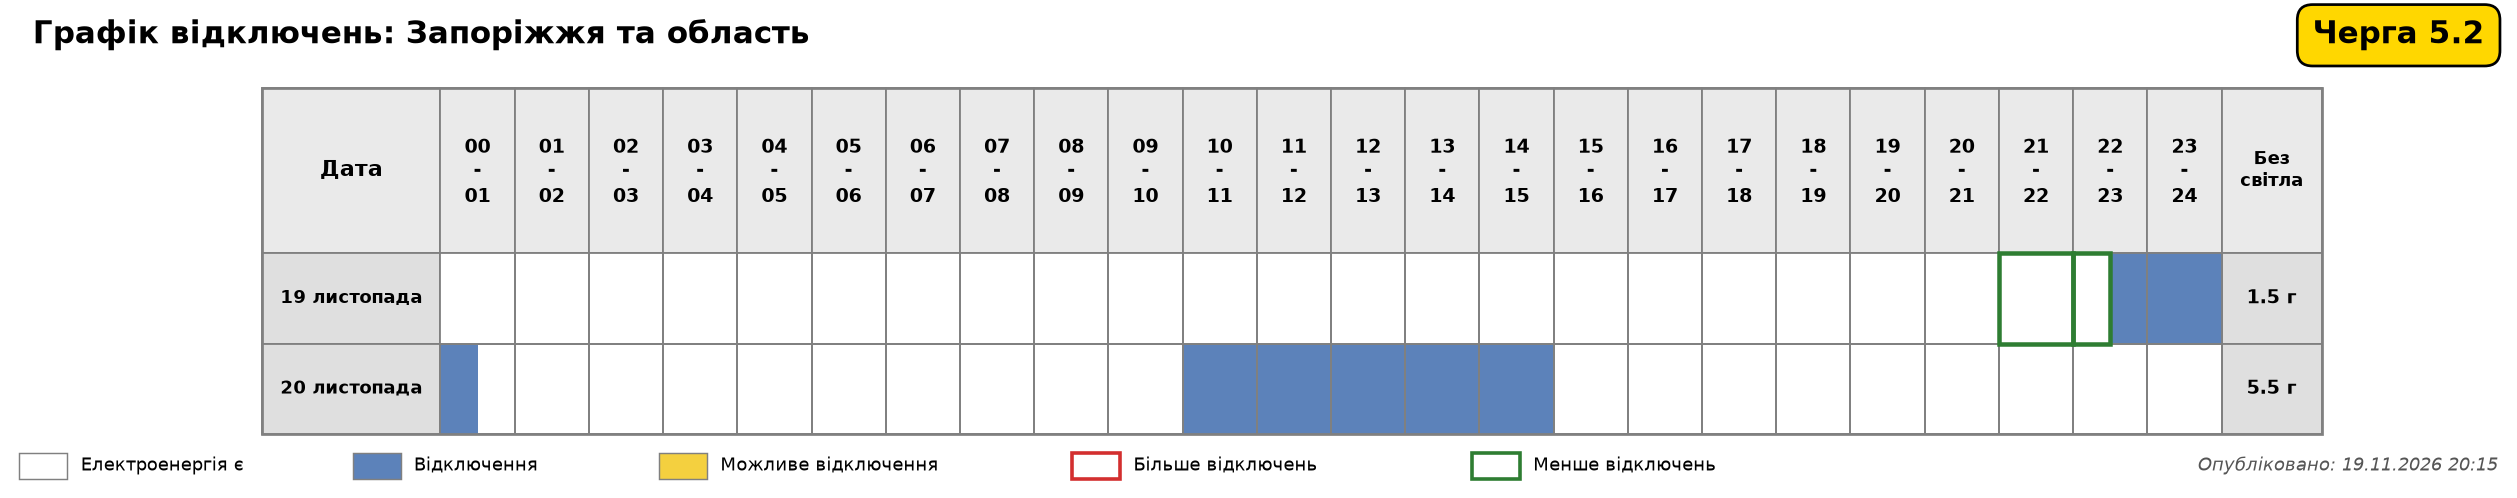 Графік відключень: Запоріжжя та область
Черга 5.2
Дата 00 - 01 01 - 02 02 - 03 03 - 04 04 - 05 05 - 06 06 - 07 07 - 08 08 - 09 09 - 10 10 - 11 11 - 12 12 - 13 13 - 14 14 - 15 15 - 16 16 - 17 17 - 18 18 - 19 19 - 20 20 - 21 21 - 22 22 - 23 23 - 24 Без світла
19 листопада 1.5 г
20 листопада 5.5 г
Електроенергія є Відключення Можливе відключення Більше відключень Менше відключень
Опубліковано: 19.11.2026 20:15